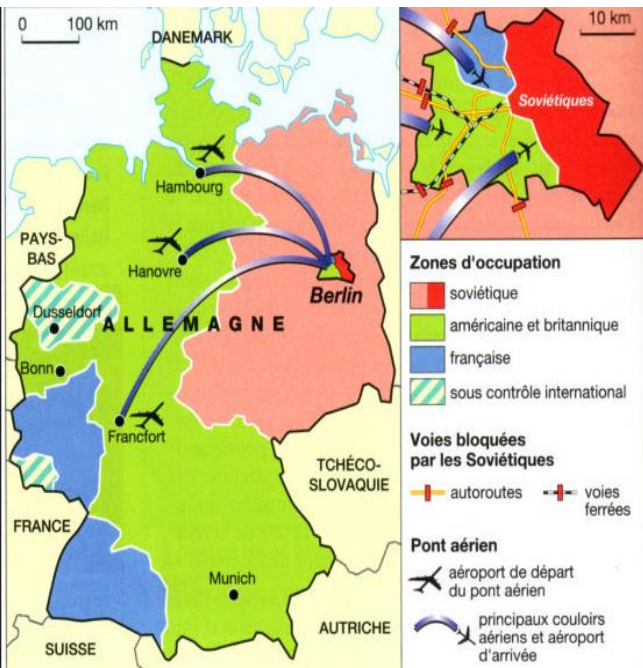 0 100 km
DANEMARK
Hambourg
PAYS-
BAS
Hanovre
Berlin
Dusseldorf
ALLEMAGNE
Bonn
Francfort
TCHÉCO-
SLOVAQUIE
FRANCE
Munich
AUTRICHE
SUISSE
10 km
Soviétiques
Zones d'occupation
soviétique
américaine et britannique
française
sous contrôle international
Voies bloquées
par les Soviétiques
autoroutes
voies
ferrées
Pont aérien
aéroport de départ
du pont aérien
principaux couloirs
aériens et aéroport
d'arrivée